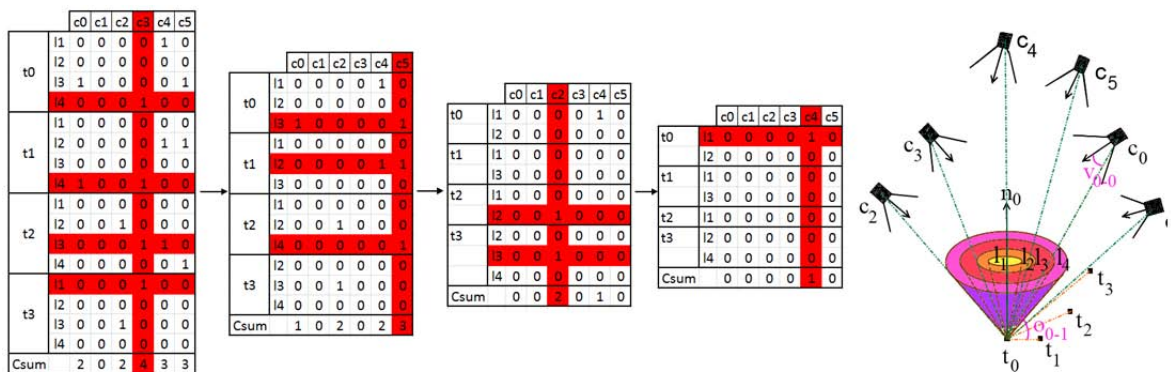 c0 c1 c2 c3 c4 c5
t0 l1 0 0 0 0 1 0
l2 0 0 0 0 0 0
l3 1 0 0 0 0 1
l4 0 0 0 1 0 0
t1 l1 0 0 0 0 0 0
l2 0 0 0 0 1 1
l3 0 0 0 0 0 0
l4 1 0 0 1 0 0
t2 l1 0 0 0 0 0 0
l2 0 0 1 0 0 0
l3 0 0 0 1 1 0
l4 0 0 0 0 0 1
t3 l1 0 0 0 1 0 0
l2 0 0 0 0 0 0
l3 0 0 1 0 0 0
l4 0 0 0 0 0 0
Csum 2 0 2 4 3 3
c0 c1 c2 c3 c4 c5
t0 l1 0 0 0 0 1 0
l2 0 0 0 0 0 0
l3 1 0 0 0 0 1
t1 l1 0 0 0 0 0 0
l2 0 0 0 0 1 1
l3 0 0 0 0 0 0
t2 l1 0 0 0 0 0 0
l2 0 0 1 0 0 0
l4 0 0 0 0 0 1
t3 l2 0 0 0 0 0 0
l3 0 0 1 0 0 0
l4 0 0 0 0 0 0
Csum 1 0 2 0 2 3
c0 c1 c2 c3 c4 c5
t0 l1 0 0 0 0 1 0
l2 0 0 0 0 0 0
t1 l1 0 0 0 0 0 0
l3 0 0 0 0 0 0
t2 l1 0 0 0 0 0 0
l2 0 0 1 0 0 0
t3 l2 0 0 0 0 0 0
l3 0 0 1 0 0 0
l4 0 0 0 0 0 0
Csum 0 0 2 0 1 0
c0 c1 c2 c3 c4 c5
t0 l1 0 0 0 0 1 0
l2 0 0 0 0 0 0
t1 l1 0 0 0 0 0 0
l3 0 0 0 0 0 0
t2 l1 0 0 0 0 0 0
t3 l2 0 0 0 0 0 0
l4 0 0 0 0 0 0
Csum 0 0 0 0 1 0
c4
c5
c3
c0
v0-0
n0
c2
l1 l2 l3 l4
t3
t2
Θ0-1
t0 t1